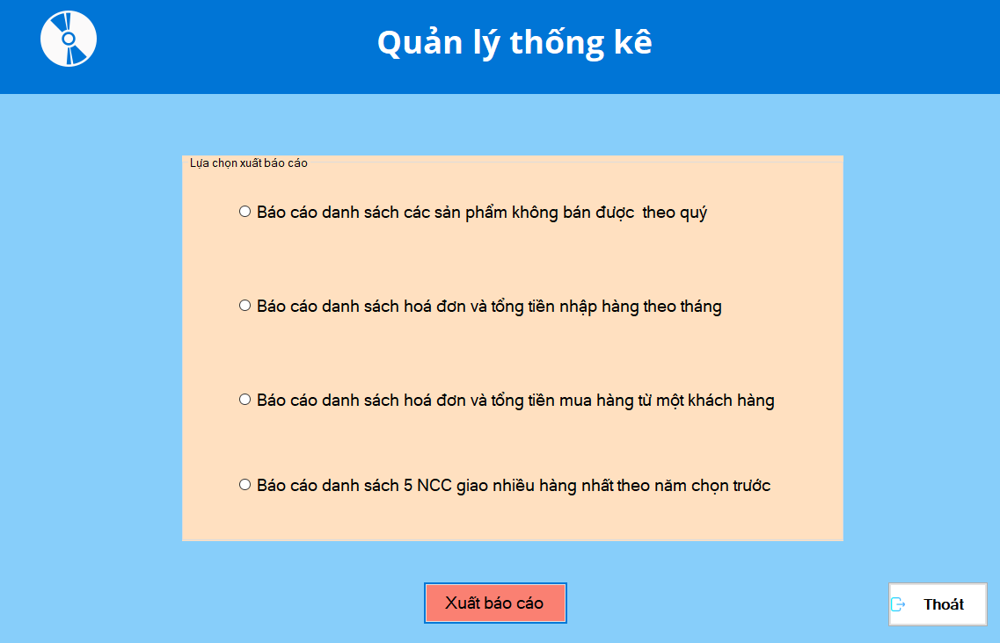 Quản lý thống kê
Lựa chọn xuất báo cáo
Báo cáo danh sách các sản phẩm không bán được  theo quý
Báo cáo danh sách hoá đơn và tổng tiền nhập hàng theo tháng
Báo cáo danh sách hoá đơn và tổng tiền mua hàng từ một khách hàng
Báo cáo danh sách 5 NCC giao nhiều hàng nhất theo năm chọn trước
Xuất báo cáo
Thoát